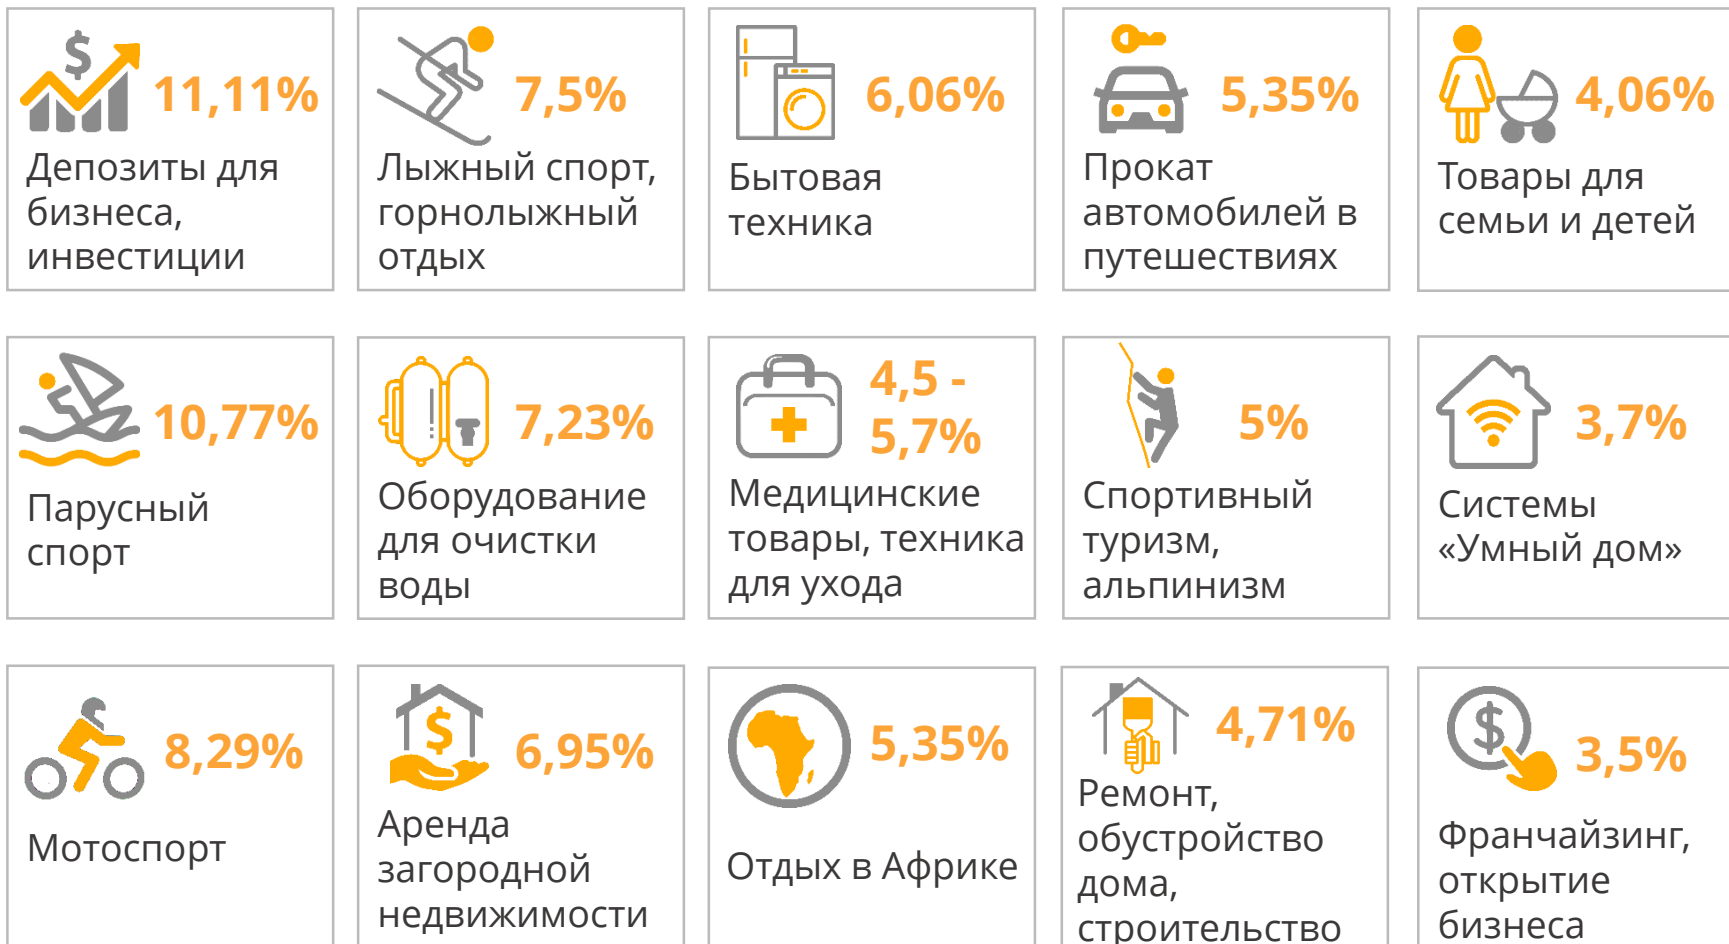 11,11%
Депозиты для
бизнеса,
инвестиции
7,5%
Лыжный спорт,
горнолыжный
отдых
6,06%
Бытовая
техника
5,35%
Прокат
автомобилей в
путешествиях
4,06%
Товары для
семьи и детей
10,77%
Парусный
спорт
7,23%
Оборудование
для очистки
воды
4,5 -
5,7%
Медицинские
товары, техника
для ухода
5%
Спортивный
туризм,
альпинизм
3,7%
Системы
«Умный дом»
8,29%
Мотоспорт
6,95%
Аренда
загородной
недвижимости
5,35%
Отдых в Африке
4,71%
Ремонт,
обустройство
дома,
строительство
3,5%
Франчайзинг,
открытие
бизнеса